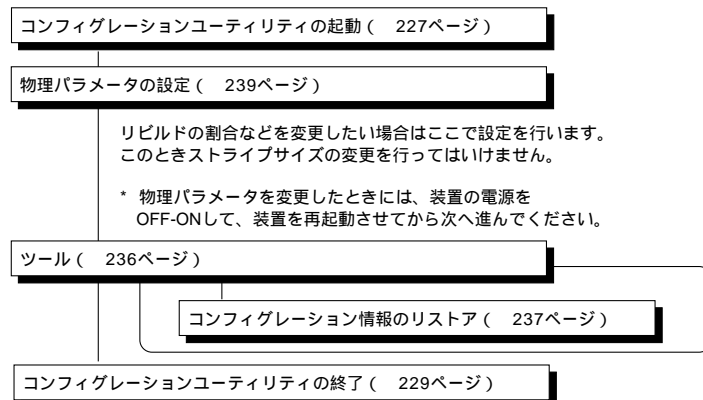 コンフィグレーションユーティリティの起動（　227ページ）
物理パラメータの設定（　239ページ）
リビルドの割合などを変更したい場合はここで設定を行います。
このときストライプサイズの変更を行ってはいけません。
* 物理パラメータを変更したときには、装置の電源を
OFF-ONして、装置を再起動させてから次へ進んでください。
ツール（　236ページ）
コンフィグレーション情報のリストア（　237ページ）
コンフィグレーションユーティリティの終了（　229ページ）